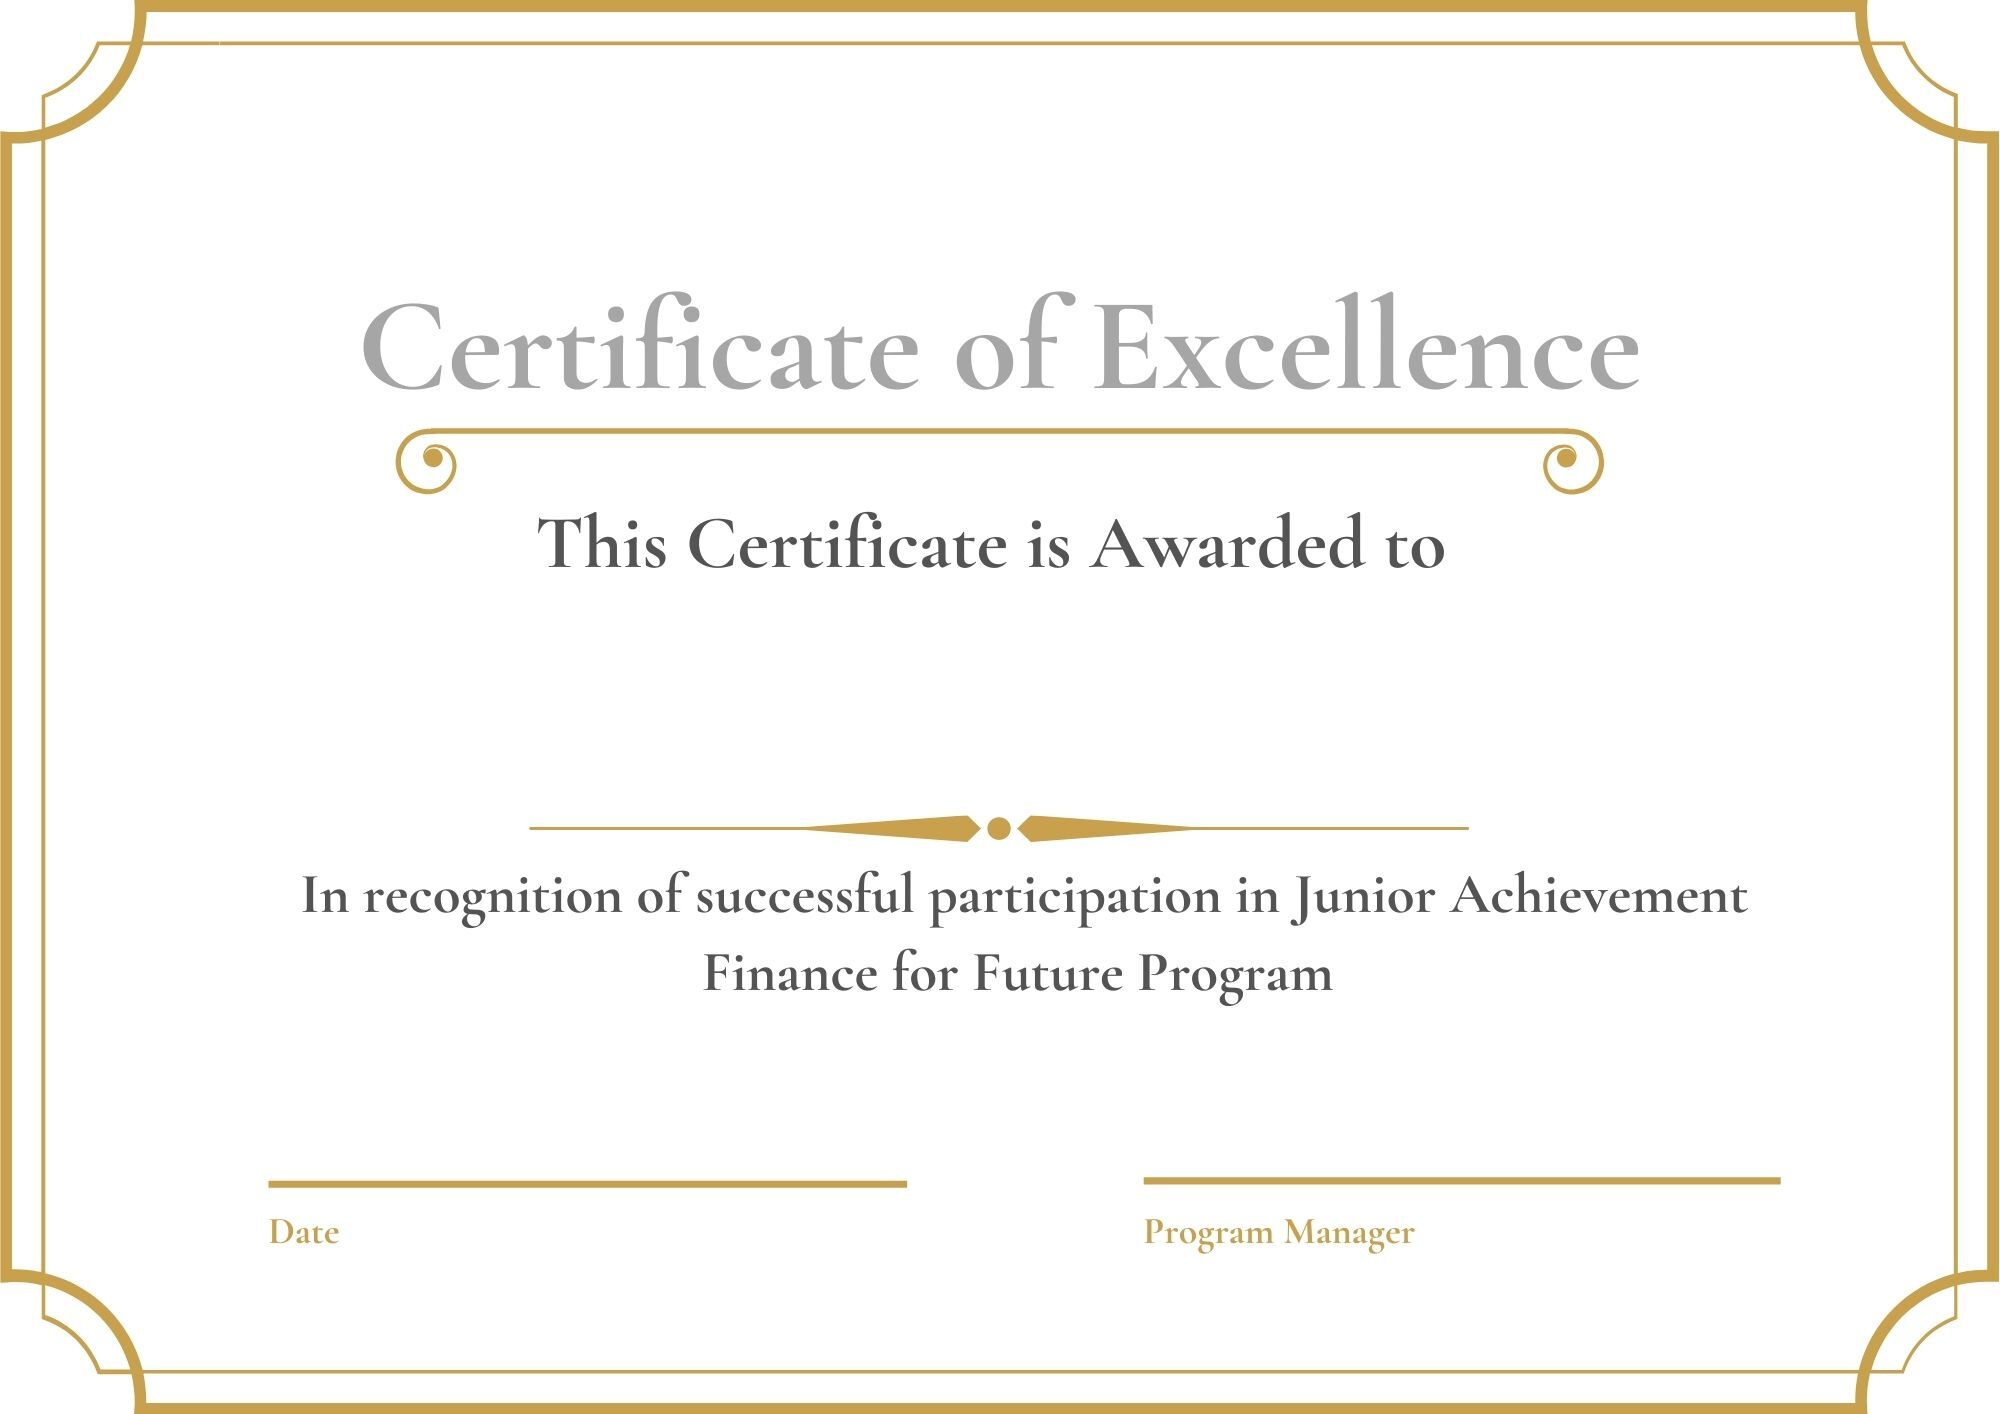 Certificate of Excellence
This Certificate is Awarded to
In recognition of successful participation in Junior Achievement
Finance for Future Program
Date
Program Manager